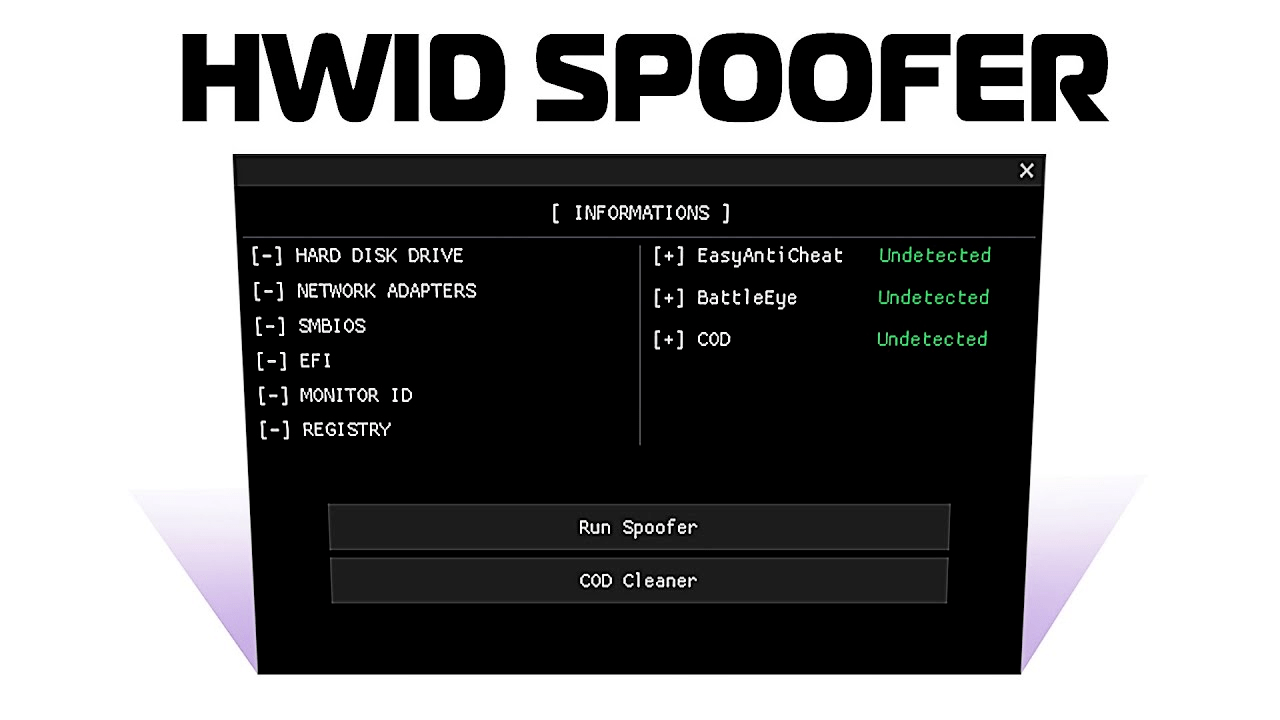 HWID SPOOFER
×
[ INFORMATIONS ]
[-] HARD DISK DRIVE
[-] NETWORK ADAPTERS
[-] SMBIOS
[-] EFI
[-] MONITOR ID
[-] REGISTRY
[+] EasyAntiCheat Undetected
[+] BattleEye Undetected
[+] COD Undetected
Run Spoofer
COD Cleaner